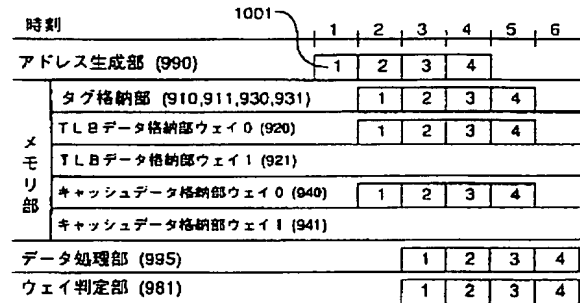 1001
時刻 1 2 3 4 5 6
アドレス生成部 (990) 1 2 3 4
メモリ部
タグ格納部 (910,911,930,931) 1 2 3 4
TLBデータ格納部ウェイ0 (920) 1 2 3 4
TLBデータ格納部ウェイ1 (921)
キャッシュデータ格納部ウェイ0 (940) 1 2 3 4
キャッシュデータ格納部ウェイ1 (941)
データ処理部 (995) 1 2 3 4
ウェイ判定部 (981) 1 2 3 4